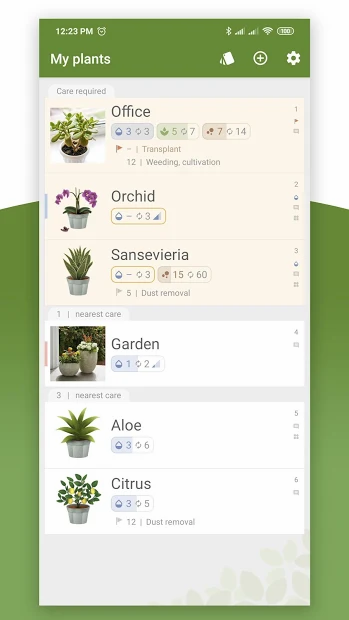 12:23 PM 100
My plants
Care required
Office 1
3 3 5 7 7 14
– | Transplant
12 | Weeding, cultivation
Orchid 2
– 3
Sansevieria 3
– 3 15 60
5 | Dust removal
1 | nearest care
Garden 4
1 2
3 | nearest care
Aloe 5
3 6
Citrus 6
3 5
12 | Dust removal